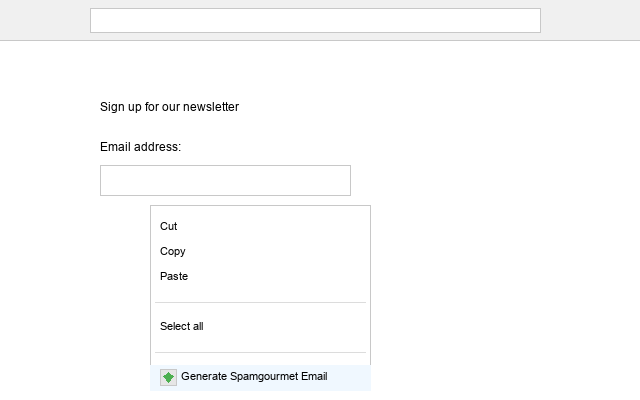 Sign up for our newsletter
Email address:
Cut
Copy
Paste
Select all
Generate Spamgourmet Email